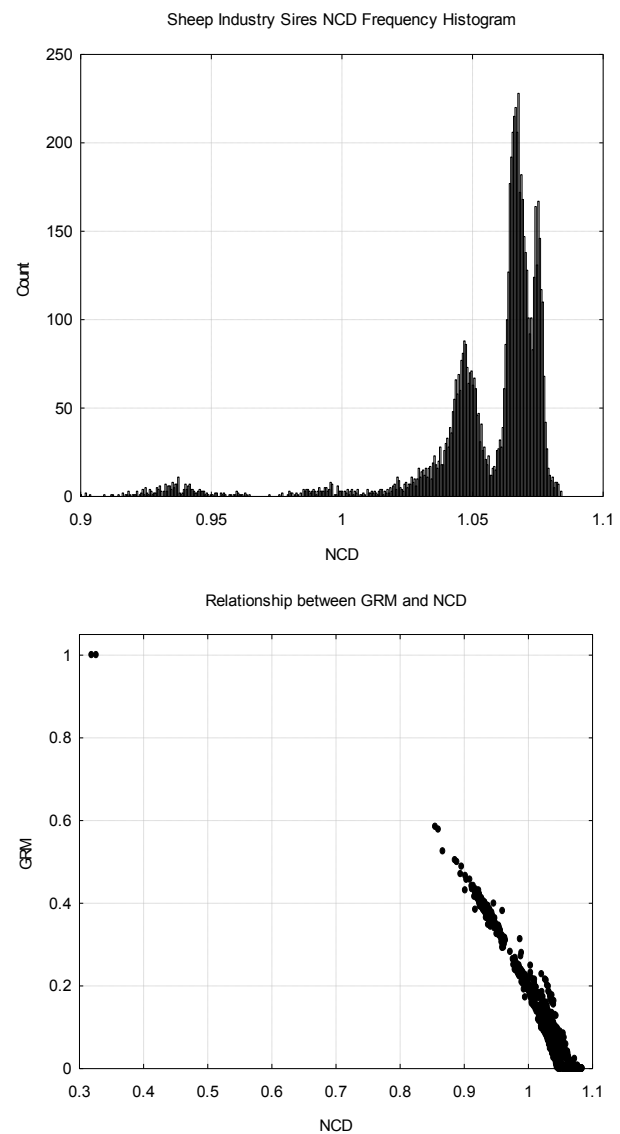 Sheep Industry Sires NCD Frequency Histogram
250
200
150
100
50
0
Count
0.9 0.95 1 1.05 1.1
NCD
Relationship between GRM and NCD
1
0.8
0.6
0.4
0.2
0
GRM
0.3 0.4 0.5 0.6 0.7 0.8 0.9 1 1.1
NCD